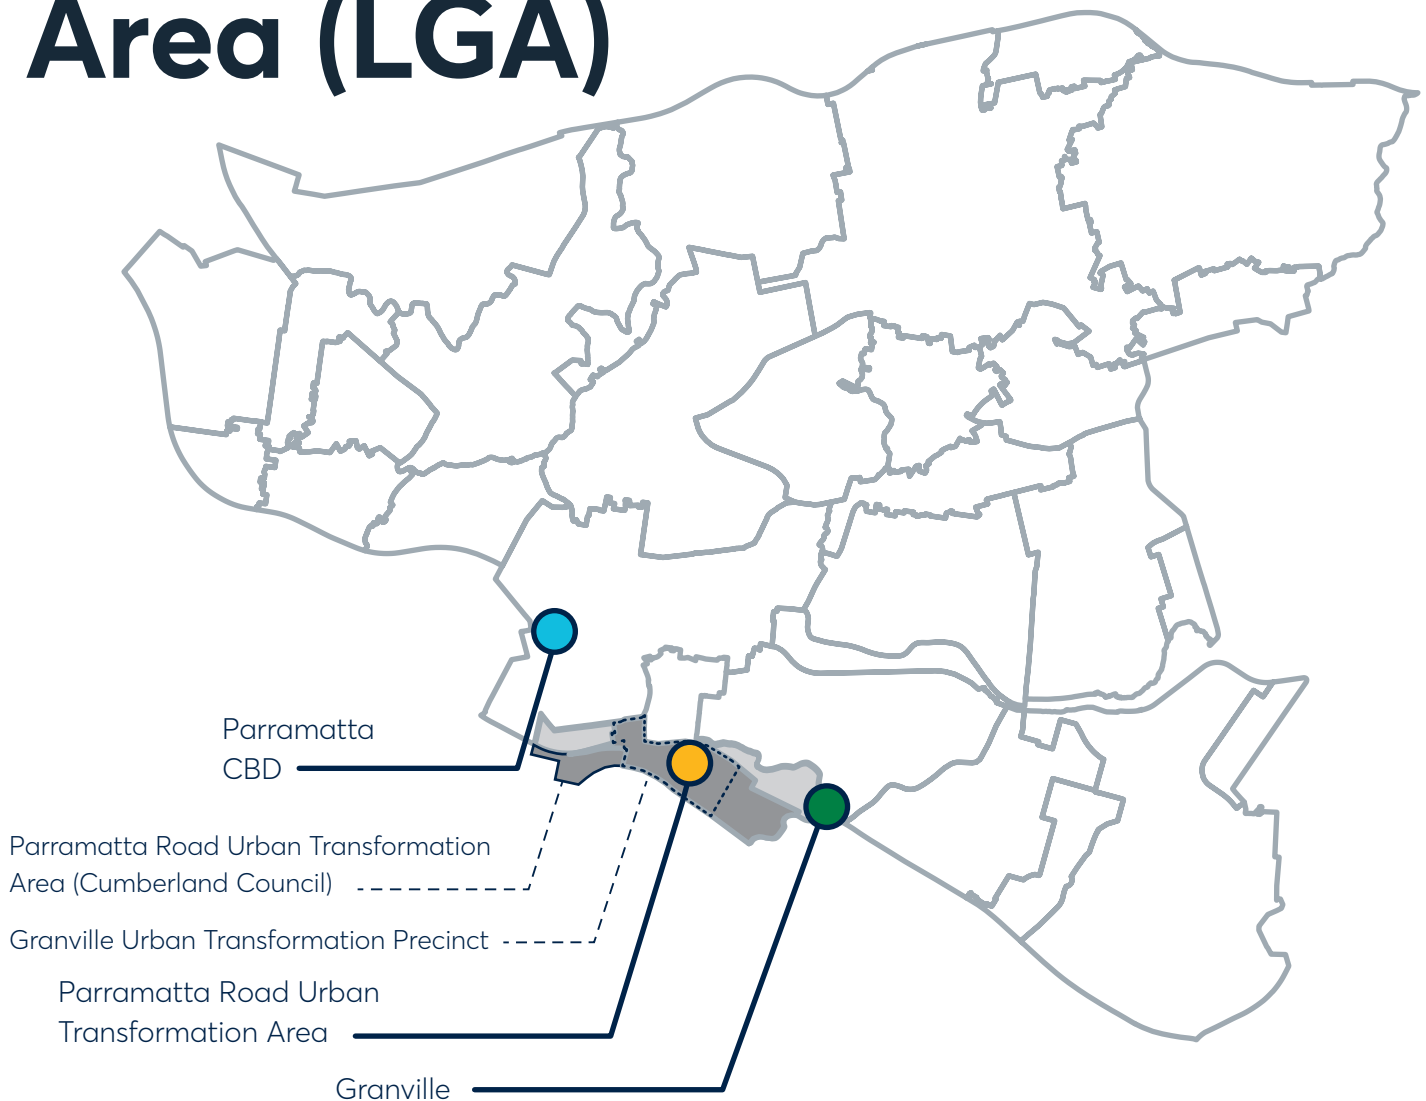 Area (LGA)
Parramatta
CBD
Parramatta Road Urban Transformation
Area (Cumberland Council)
Granville Urban Transformation Precinct
Parramatta Road Urban
Transformation Area
Granville